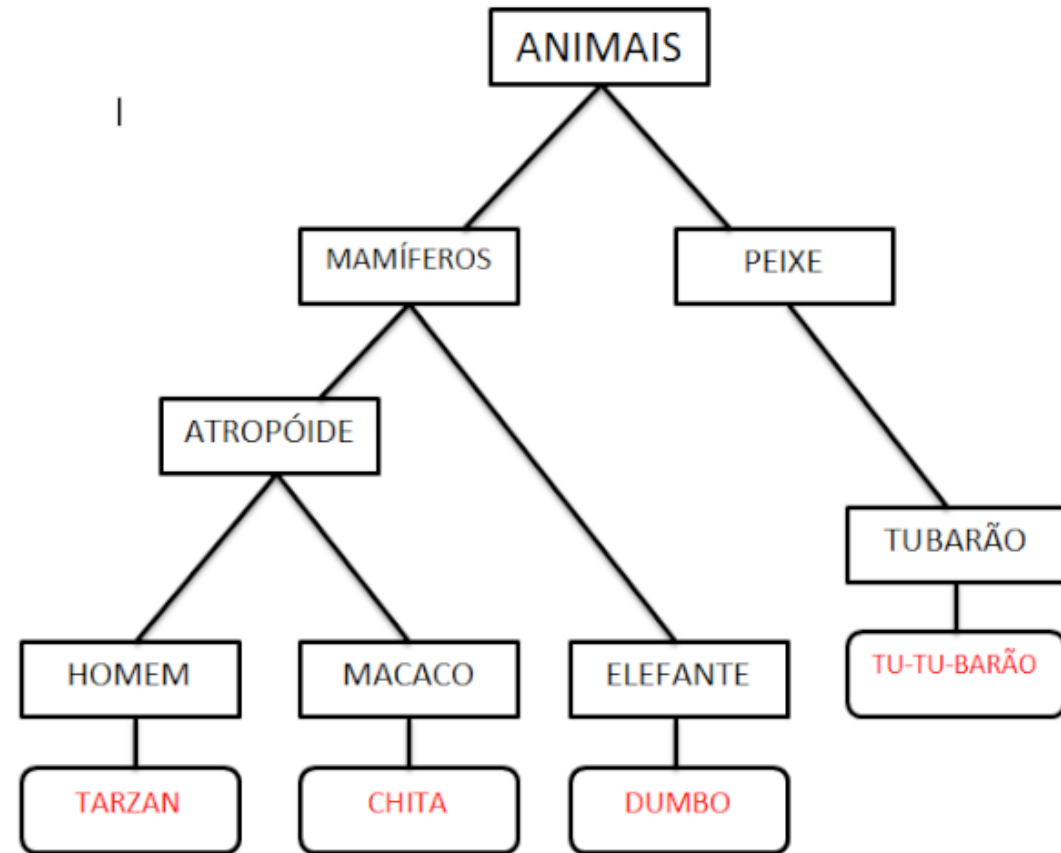 ANIMAIS
MAMÍFEROS
PEIXE
ATROPÓIDE
TUBARÃO
HOMEM
MACACO
ELEFANTE
TU-TU-BARÃO
TARZAN
CHITA
DUMBO